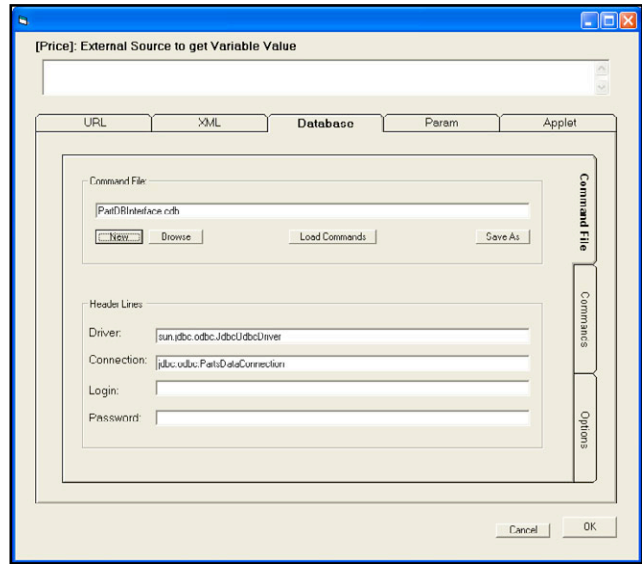 [Price]: External Source to get Variable Value
URL XML Database Param Applet
Command File:
PartDBInterface.cdb
New Browse Load Commands Save As
Header Lines
Driver: sun.jdbc.odbc.JdbcOdbcDriver
Connection: jdbc:odbc:PartsDataConnection
Login:
Password:
Command File
Commands
Options
Cancel OK